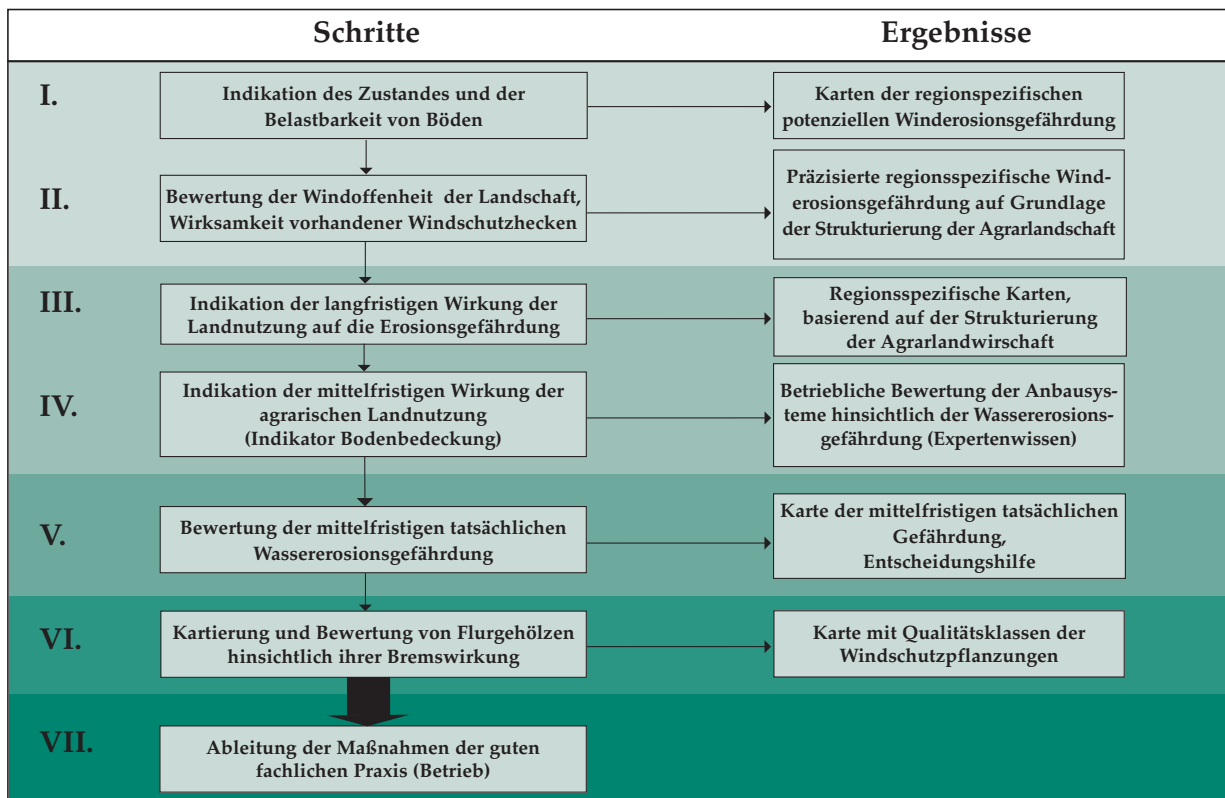 Schritte
Ergebnisse
I.
Indikation des Zustandes und der
Belastbarkeit von Böden
Karten der regionspezifischen
potenziellen Winderosionsgefährdung
II.
Bewertung der Windoffenheit der Landschaft,
Wirksamkeit vorhandener Windschutzhecken
Präzisierte regionsspezifische Wind-
erosionsgefährdung auf Grundlage
der Strukturierung der Agrarlandschaft
III.
Indikation der langfristigen Wirkung der
Landnutzung auf die Erosionsgefährdung
Regionsspezifische Karten,
basierend auf der Strukturierung
der Agrarlandwirschaft
IV.
Indikation der mittelfristigen Wirkung der
agrarischen Landnutzung
(Indikator Bodenbedeckung)
Betriebliche Bewertung der Anbausys-
teme hinsichtlich der Wassererosions-
gefährdung (Expertenwissen)
V.
Bewertung der mittelfristigen tatsächlichen
Wassererosionsgefährdung
Karte der mittelfristigen tatsächlichen
Gefährdung,
Entscheidungshilfe
VI.
Kartierung und Bewertung von Flurgehölzen
hinsichtlich ihrer Bremswirkung
Karte mit Qualitätsklassen der
Windschutzpflanzungen
VII.
Ableitung der Maßnahmen der guten
fachlichen Praxis (Betrieb)